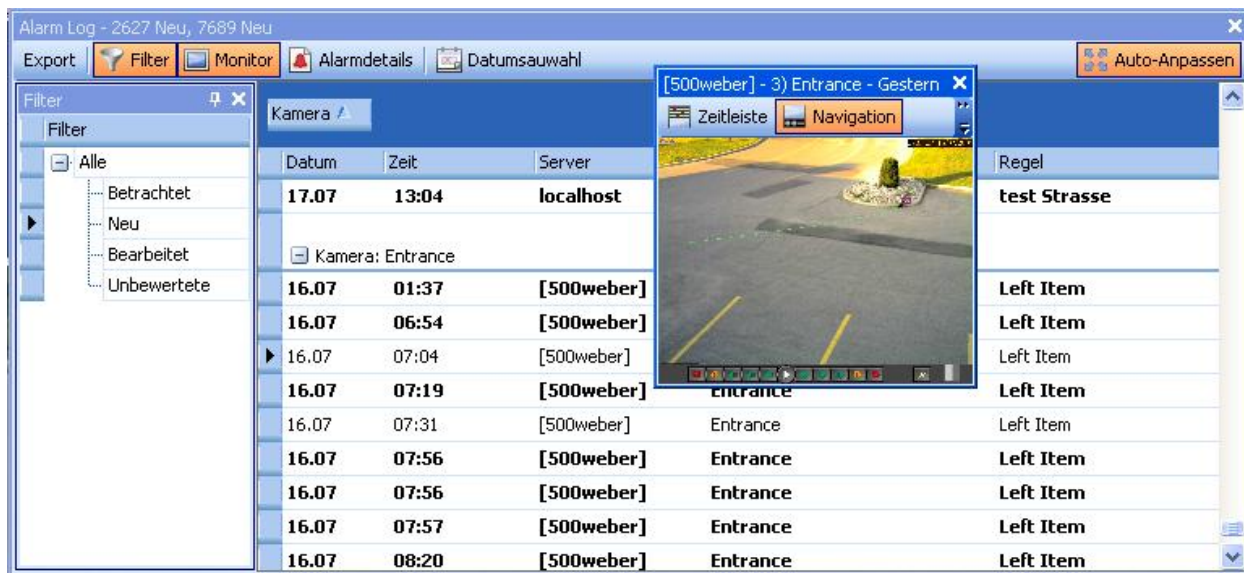 Alarm Log - 2627 Neu, 7689 Neu
Export Filter Monitor Alarmdetails Datumsauswahl Auto-Anpassen
Filter
Filter
Alle
Betrachtet
Neu
Bearbeitet
Unbewertete
Kamera
[500weber] - 3) Entrance - Gestern
Zeitleiste Navigation
Datum Zeit Server Regel
17.07 13:04 localhost test Strasse
Kamera: Entrance
16.07 01:37 [500weber] Left Item
16.07 06:54 [500weber] Left Item
16.07 07:04 [500weber] Left Item
16.07 07:19 [500weber] Entrance Left Item
16.07 07:31 [500weber] Entrance Left Item
16.07 07:56 [500weber] Entrance Left Item
16.07 07:56 [500weber] Entrance Left Item
16.07 07:57 [500weber] Entrance Left Item
16.07 08:20 [500weber] Entrance Left Item